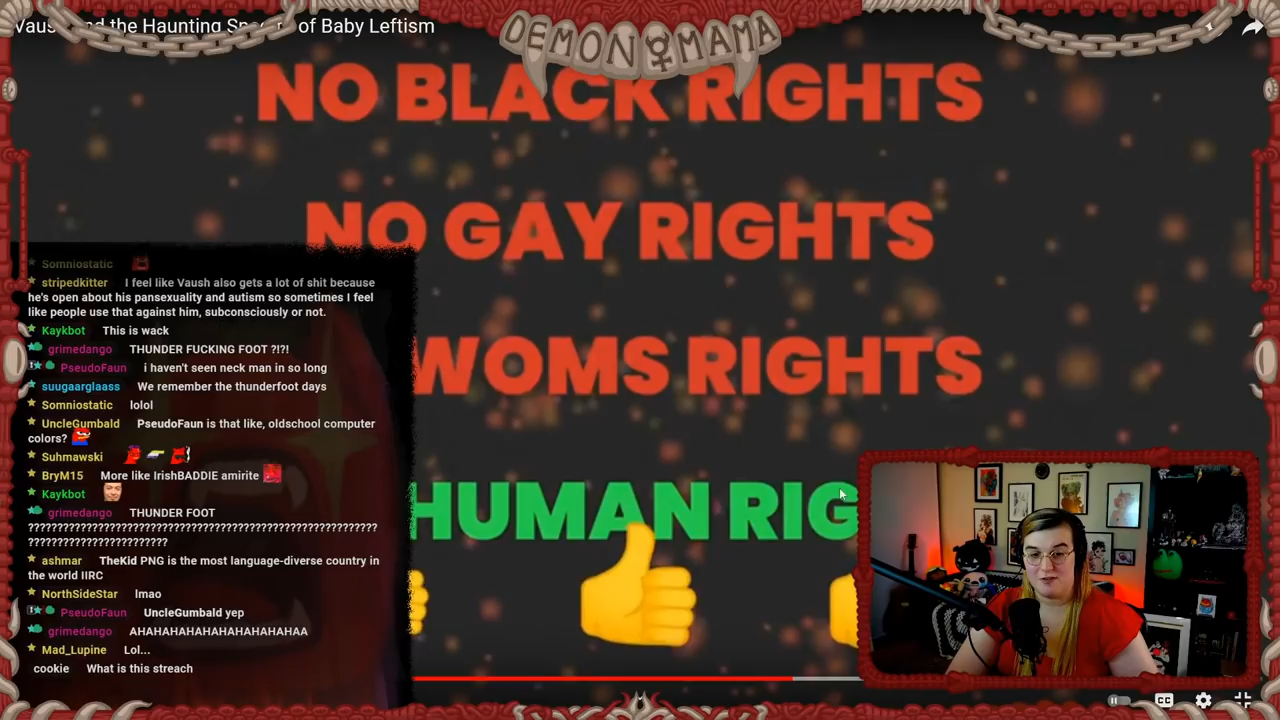 Vaus nd the Haunting Sp of Baby Leftism
DEMON MAMA
NO BLACK RIGHTS
NO GAY RIGHTS
WOMS RIGHTS
HUMAN RIG
Somniostatic
stripedkitter I feel like Vaush also gets a lot of shit because
he's open about his pansexuality and autism so sometimes I feel
like people use that against him, subconsciously or not.
Kaykbot This is wack
grimedango THUNDER FUCKING FOOT ?!?!
PseudoFaun i haven't seen neck man in so long
suugaarglaass We remember the thunderfoot days
Somniostatic lolol
UncleGumbald PseudoFaun is that like, oldschool computer
colors?
Suhmawski
BryM15 More like IrishBADDIE amirite
Kaykbot
grimedango THUNDER FOOT
???????????????????????????????????????????????????????????
????????????????????????
ashmar TheKid PNG is the most language-diverse country in
the world IIRC
NorthSideStar lmao
PseudoFaun UncleGumbald yep
grimedango AHAHAHAHAHAHAHAHAHAA
Mad_Lupine Lol...
cookie What is this streach
CC